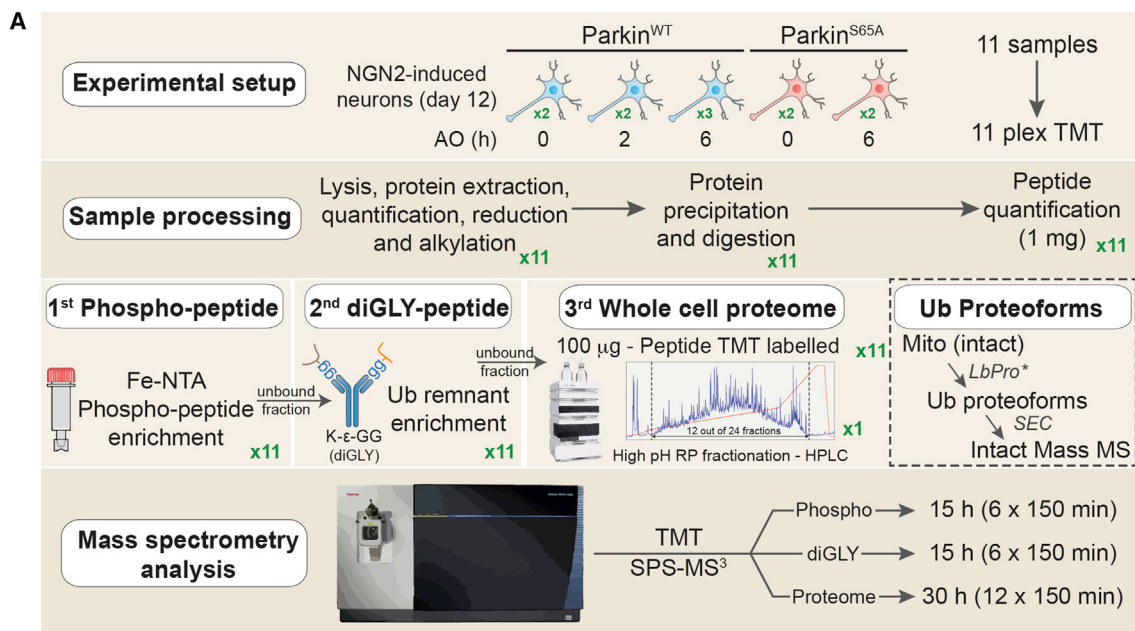 A
Experimental setup
NGN2-induced
neurons (day 12)
AO (h)
Parkin^WT
Parkin^S65A
x2
x2
x3
x2
x2
0
2
6
0
6
11 samples
11 plex TMT
Sample processing
Lysis, protein extraction,
quantification, reduction
and alkylation
x11
Protein
precipitation
and digestion
x11
Peptide
quantification
(1 mg)
x11
1st Phospho-peptide
Fe-NTA
Phospho-peptide
enrichment
x11
unbound
fraction
2nd diGLY-peptide
gg
gg
K-ε-GG
(diGLY)
Ub remnant
enrichment
x11
unbound
fraction
3rd Whole cell proteome
100 µg - Peptide TMT labelled
x11
12 out of 24 fractions
x1
High pH RP fractionation - HPLC
Ub Proteoforms
Mito (intact)
LbPro*
Ub proteoforms
SEC
Intact Mass MS
Mass spectrometry
analysis
TMT
SPS-MS³
Phospho
15 h (6 x 150 min)
diGLY
15 h (6 x 150 min)
Proteome
30 h (12 x 150 min)